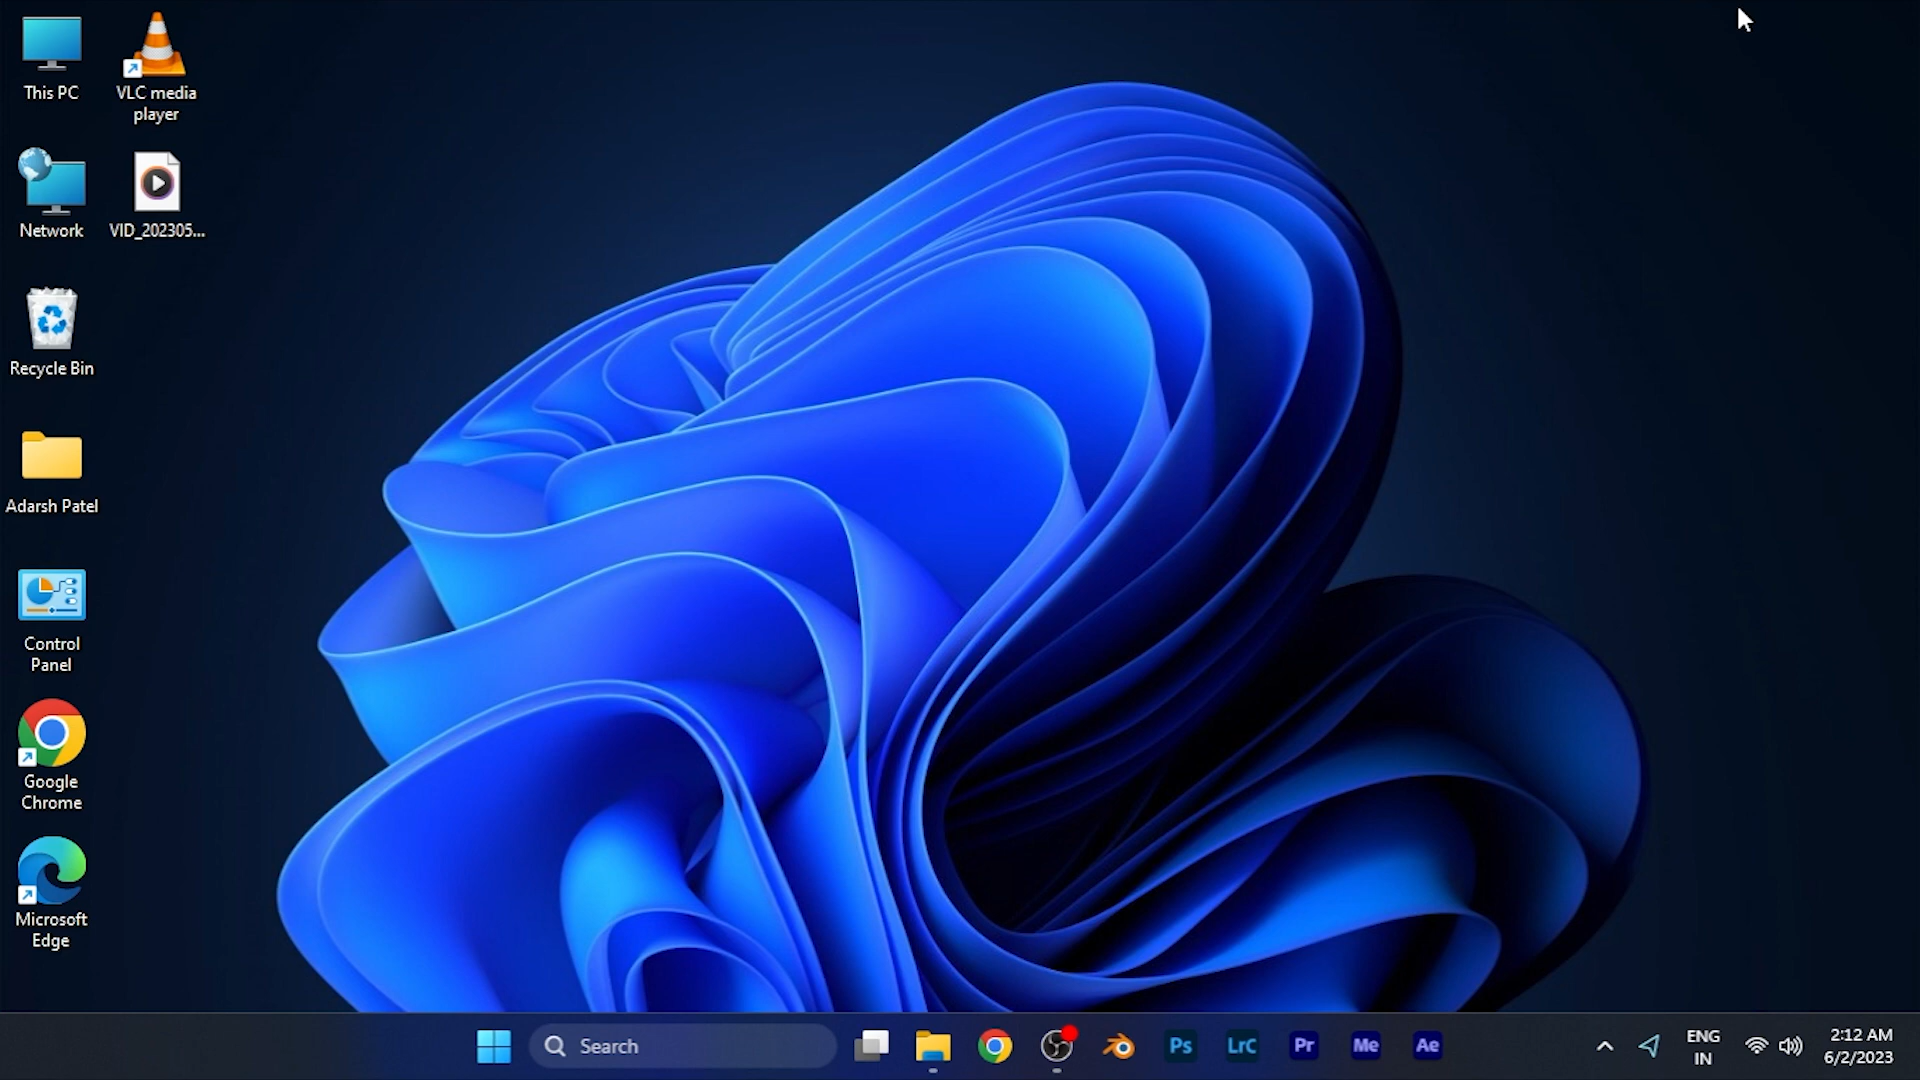 This PC
VLC media
player
Network
VID_202305...
Recycle Bin
Adarsh Patel
Control
Panel
Google
Chrome
Microsoft
Edge
Search
Ps
LrC
Pr
Me
Ae
ENG
IN
2:12 AM
6/2/2023